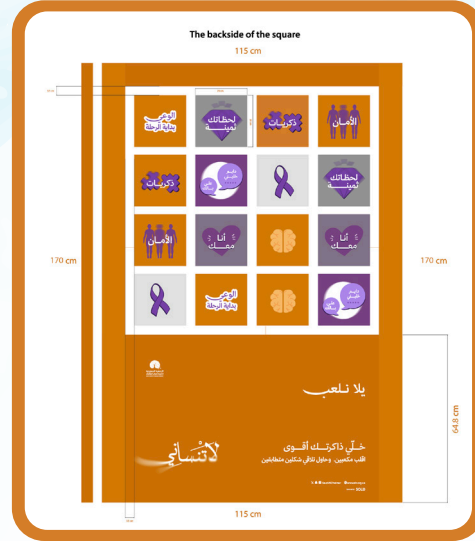 The backside of the square
115 cm
الوعي
بداية الرحلة
لحظاتك
ثمينة
ذكريات
الأمان
ذكريات
لحظاتك
ثمينة
الأمان
أنا
معك
أنا
معك
الوعي
بداية الرحلة
170 cm
170 cm
يلا نلعب
64.8 cm
لا تنساني
خلّي ذاكرتك أقوى
اقلب مكعبين، وحاول تلاقي شكلين متطابقين
115 cm